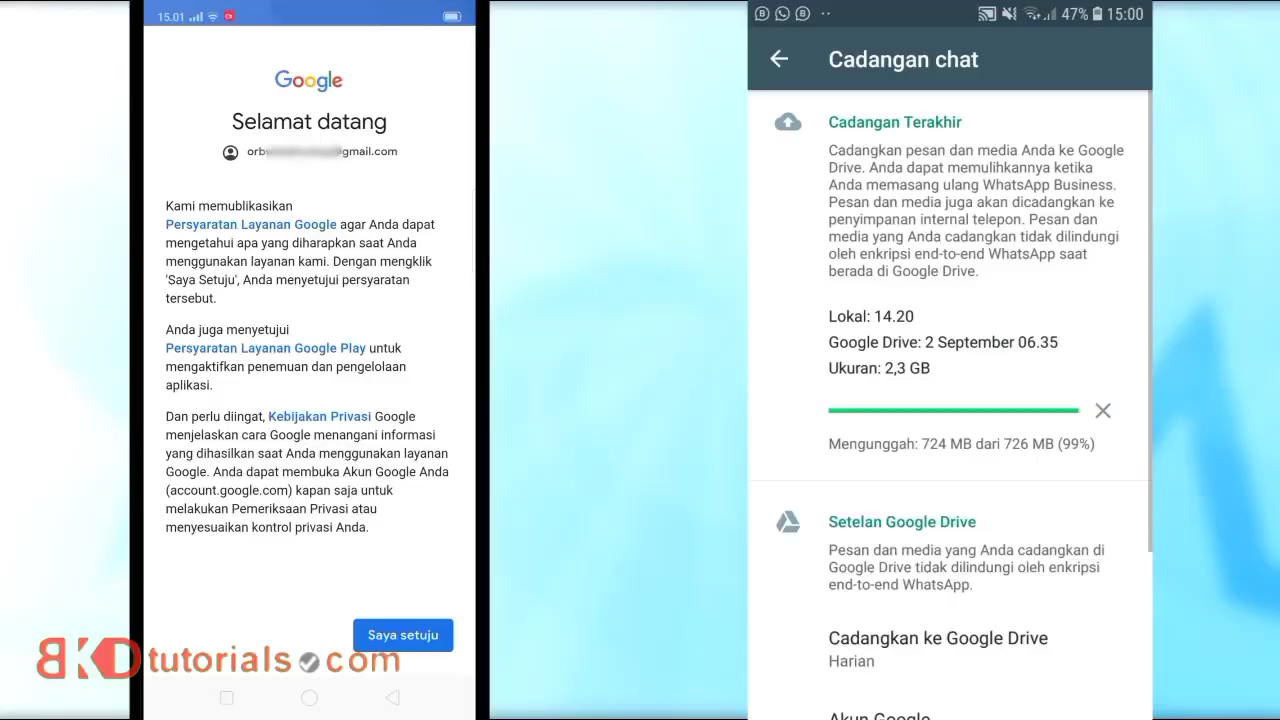 15.01
Google
Selamat datang
gmail.com
Kami memublikasikan
Persyaratan Layanan Google agar Anda dapat
mengetahui apa yang diharapkan saat Anda
menggunakan layanan kami. Dengan mengklik
'Saya Setuju', Anda menyetujui persyaratan
tersebut.
Anda juga menyetujui
Persyaratan Layanan Google Play untuk
mengaktifkan penemuan dan pengelolaan
aplikasi.
Dan perlu diingat, Kebijakan Privasi Google
menjelaskan cara Google menangani informasi
yang dihasilkan saat Anda menggunakan layanan
Google. Anda dapat membuka Akun Google Anda
(account.google.com) kapan saja untuk
melakukan Pemeriksaan Privasi atau
menyesuaikan kontrol privasi Anda.
Saya setuju
BKDtutorials.com
47% 15:00
Cadangan chat
Cadangan Terakhir
Cadangkan pesan dan media Anda ke Google
Drive. Anda dapat memulihkannya ketika
Anda memasang ulang WhatsApp Business.
Pesan dan media juga akan dicadangkan ke
penyimpanan internal telepon. Pesan dan
media yang Anda cadangkan tidak dilindungi
oleh enkripsi end-to-end WhatsApp saat
berada di Google Drive.
Lokal: 14.20
Google Drive: 2 September 06.35
Ukuran: 2,3 GB
Mengunggah: 724 MB dari 726 MB (99%)
Setelan Google Drive
Pesan dan media yang Anda cadangkan di
Google Drive tidak dilindungi oleh enkripsi
end-to-end WhatsApp.
Cadangkan ke Google Drive
Harian
Akun Google